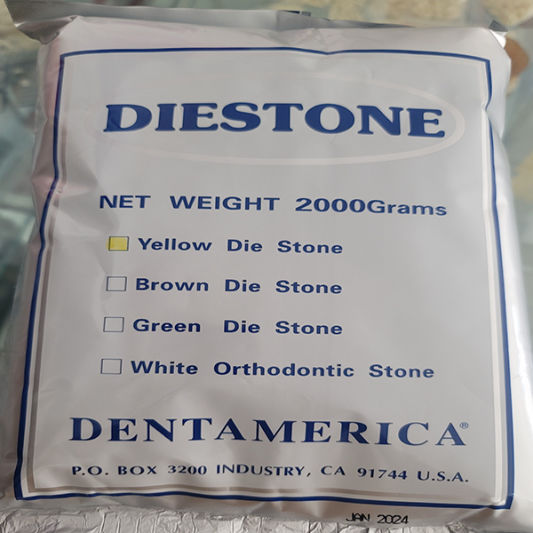 DIESTONE
NET WEIGHT 2000Grams
Yellow Die Stone
Brown Die Stone
Green Die Stone
White Orthodontic Stone
DENTAMERICA®
P.O. BOX 3200 INDUSTRY, CA 91744 U.S.A.
JAN 2024